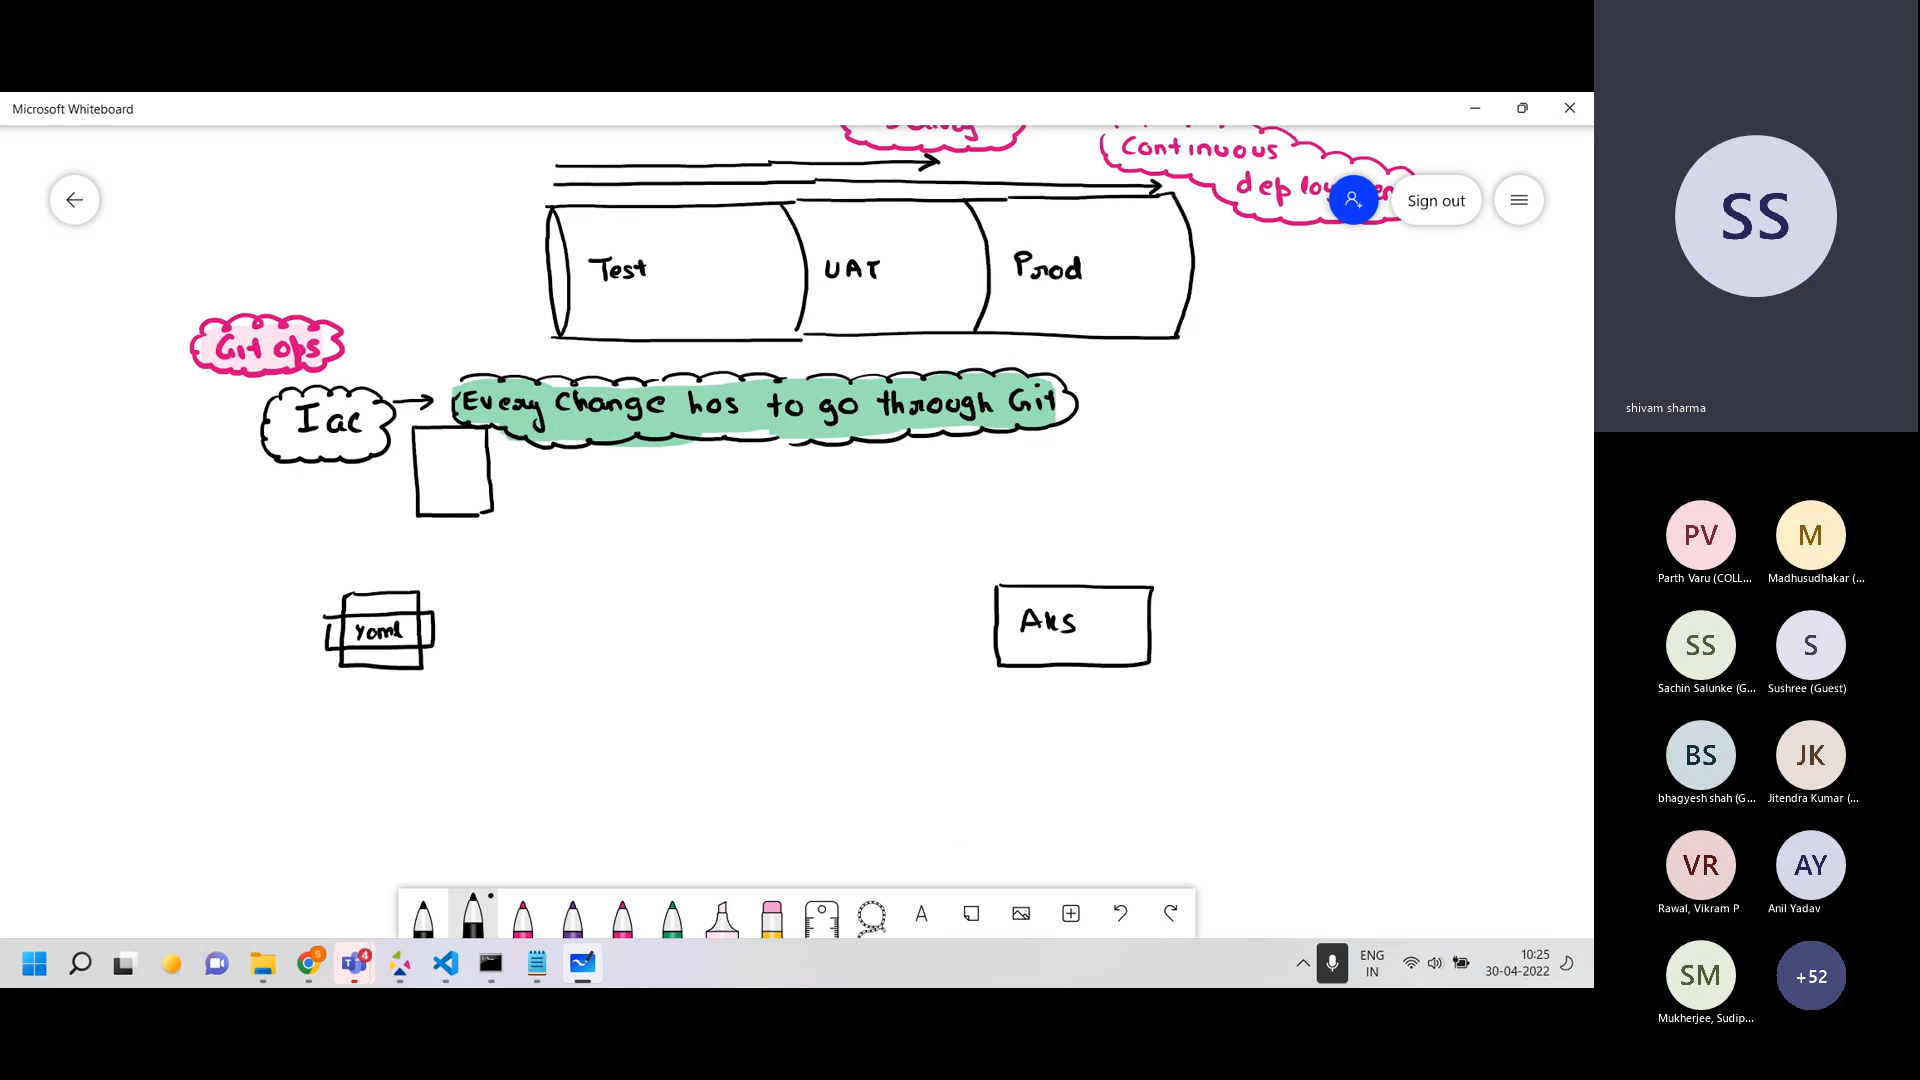 Microsoft Whiteboard
Continuous
Sign out
Test
UAT
Prod
Git ops
Iac
Every Change has to go through Git
Yaml
Aks
A
ENG
IN
10:25
30-04-2022
S
4
SS
shivam sharma
PV
M
Parth Varu (COLL...
Madhusudhakar (...
SS
S
Sachin Salunke (G...
Sushree (Guest)
BS
JK
bhagyesh shah (G...
Jitendra Kumar (...
VR
AY
Rawal, Vikram P
Anil Yadav
SM
+52
Mukherjee, Sudip...